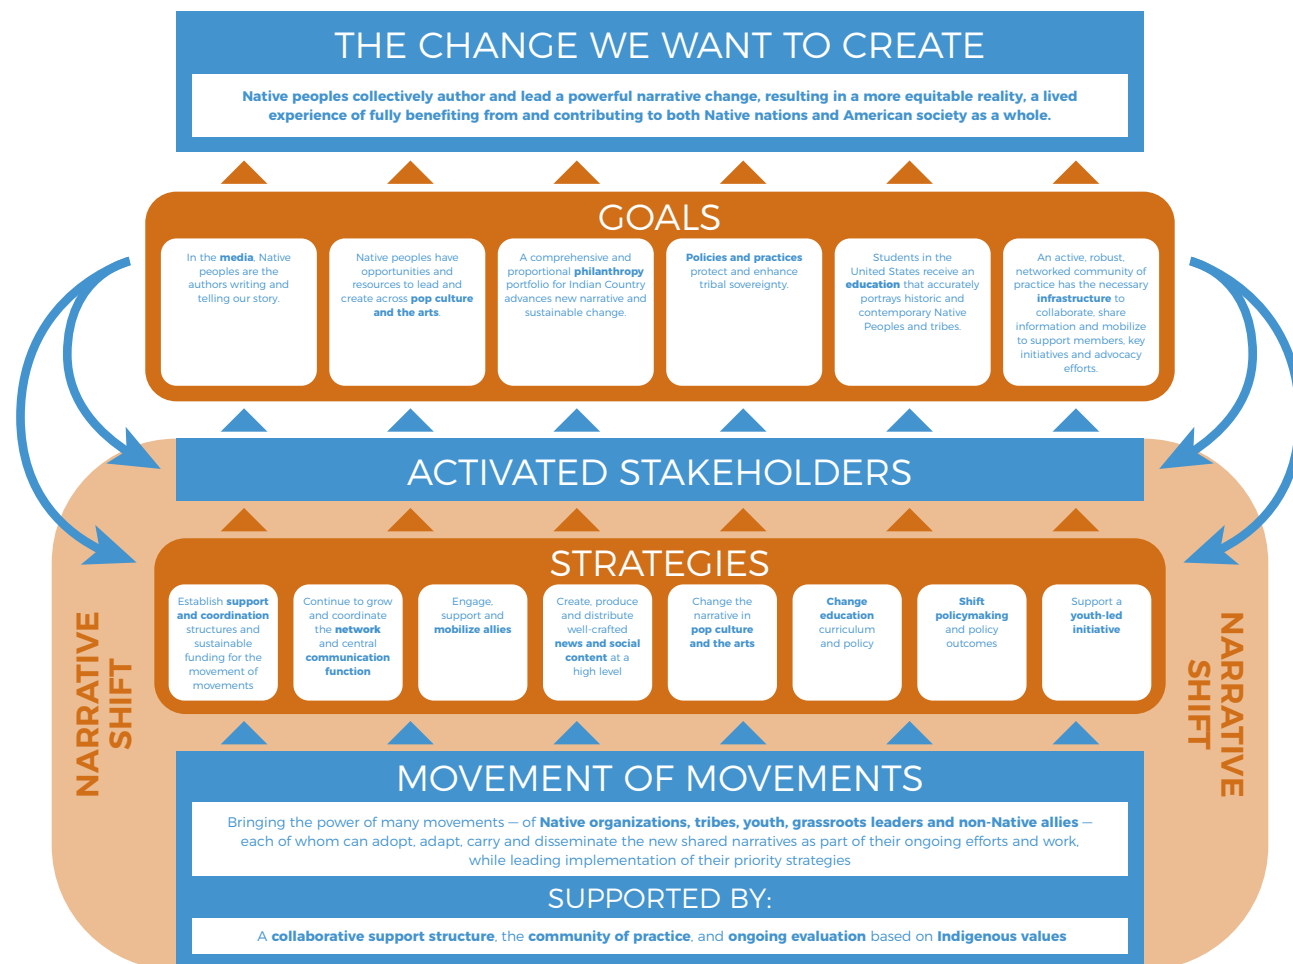 THE CHANGE WE WANT TO CREATE
Native peoples collectively author and lead a powerful narrative change, resulting in a more equitable reality, a lived
experience of fully benefiting from and contributing to both Native nations and American society as a whole.
GOALS
In the media, Native
peoples are the
authors writing and
telling our story.
Native peoples have
opportunities and
resources to lead and
create across pop culture
and the arts.
A comprehensive and
proportional philanthropy
portfolio for Indian Country
advances new narrative and
sustainable change.
Policies and practices
protect and enhance
tribal sovereignty.
Students in the
United States receive an
education that accurately
portrays historic and
contemporary Native
Peoples and tribes.
An active, robust,
networked community of
practice has the necessary
infrastructure to
collaborate, share
information and mobilize
to support members, key
initiatives and advocacy
efforts.
ACTIVATED STAKEHOLDERS
STRATEGIES
Establish support
and coordination
structures and
sustainable
funding for the
movement of
movements
Continue to grow
and coordinate
the network
and central
communication
function
Engage,
support and
mobilize allies
Create, produce
and distribute
well-crafted
news and social
content at a
high level
Change the
narrative in
pop culture
and the arts
Change
education
curriculum
and policy
Shift
policymaking
and policy
outcomes
Support a
youth-led
initiative
NARRATIVE
SHIFT
NARRATIVE
SHIFT
MOVEMENT OF MOVEMENTS
Bringing the power of many movements — of Native organizations, tribes, youth, grassroots leaders and non-Native allies —
each of whom can adopt, adapt, carry and disseminate the new shared narratives as part of their ongoing efforts and work,
while leading implementation of their priority strategies
SUPPORTED BY:
A collaborative support structure, the community of practice, and ongoing evaluation based on Indigenous values